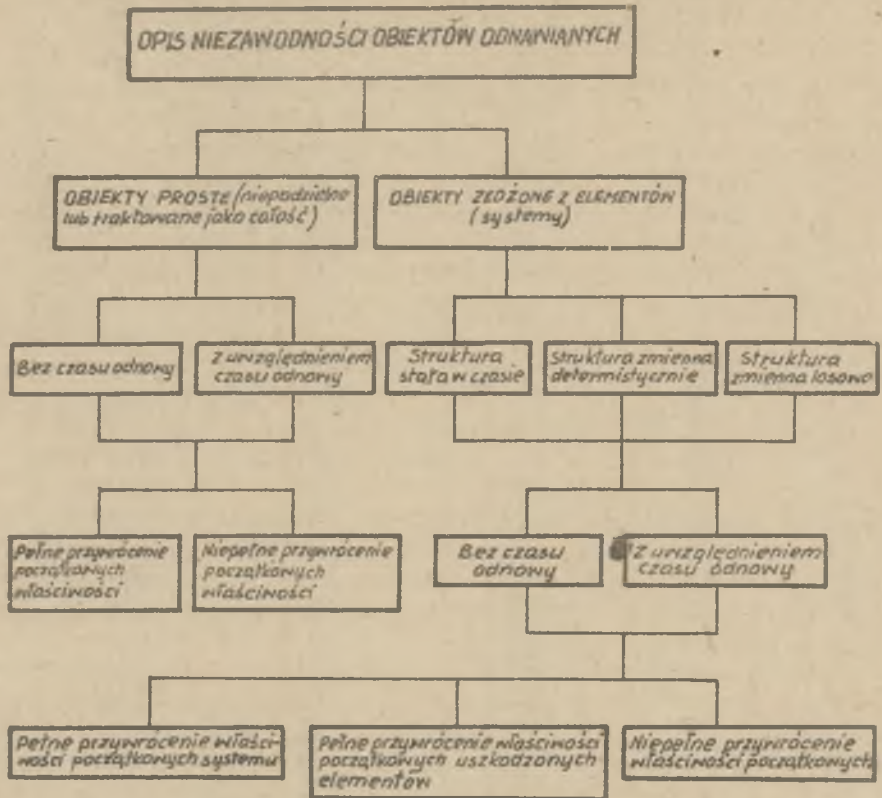 OPIS NIEZAWODNOŚCI OBIEKTÓW ODNAWIANYCH
OBIEKTY PROSTE (niepodzielne
lub traktowane jako całość)
OBIEKTY ZŁOŻONE Z ELEMENTÓW
(systemy)
Bez czasu odnowy
Z uwzględnieniem
czasu odnowy
Struktura
stała w czasie
Struktura zmienna
determistycznie
Struktura
zmienna losowo
Pełne przywrócenie
początkowych
właściwości
Niepełne przywrócenie
początkowych
właściwości
Bez czasu
odnowy
Z uwzględnieniem
czasu odnowy
Pełne przywrócenie właści-
wości początkowych systemu
Pełne przywrócenie właściwości
początkowych uszkodzonych
elementów
Niepełne przywrócenie
właściwości początkowych